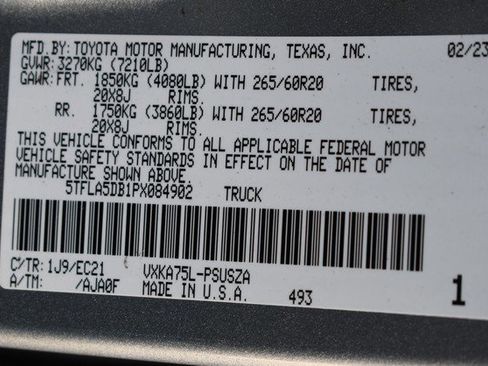 MFD.BY:TOYOTA MOTOR MANUFACTURING, TEXAS, INC. 02/23
GVWR:3270KG (7210LB)
GAWR:FRT. 1850KG (4080LB) WITH 265/60R20 TIRES,
20X8J RIMS.
RR. 1750KG (3860LB) WITH 265/60R20 TIRES,
20X8J RIMS.
THIS VEHICLE CONFORMS TO ALL APPLICABLE FEDERAL MOTOR
VEHICLE SAFETY STANDARDS IN EFFECT ON THE DATE OF
MANUFACTURE SHOWN ABOVE.
5TFLA5DB1PX084902 TRUCK
C/TR:1J9/EC21 VXKA75L-PSUSZA
A/TM: /AJA0F MADE IN U.S.A. 493 1